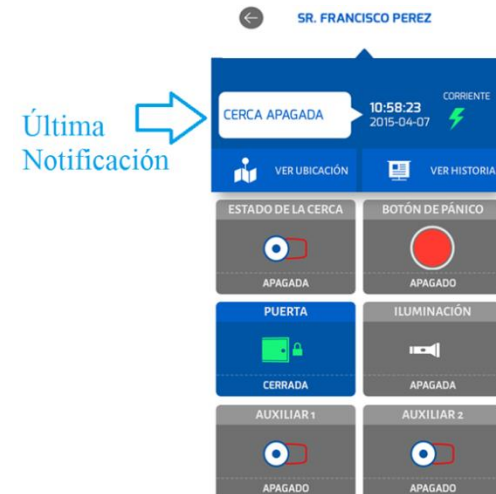 SR. FRANCISCO PEREZ
Última
Notificación
CERCA APAGADA
10:58:23
2015-04-07
CORRIENTE
VER UBICACIÓN
VER HISTORIA
ESTADO DE LA CERCA
BOTÓN DE PÁNICO
APAGADA
APAGADO
PUERTA
ILUMINACIÓN
CERRADA
APAGADA
AUXILIAR 1
AUXILIAR 2
APAGADO
APAGADO